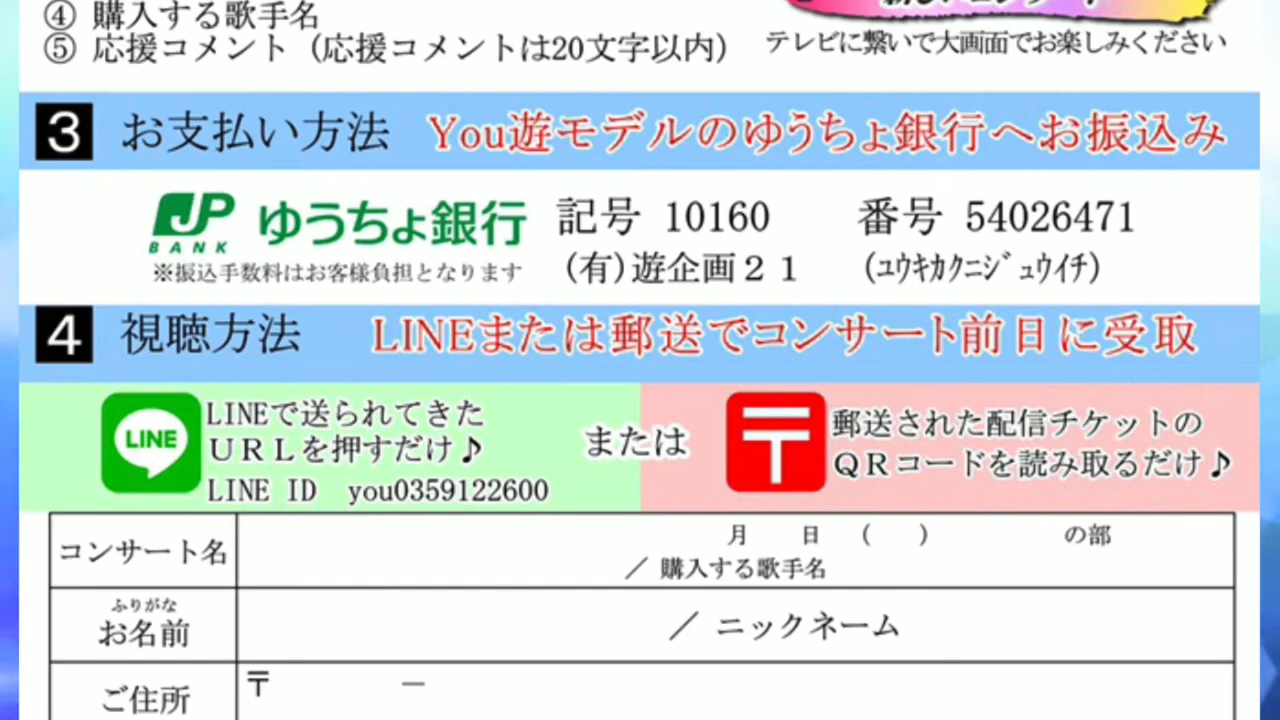 ④ 購入する歌手名
⑤ 応援コメント (応援コメントは20文字以内)
テレビに繋いで大画面でお楽しみください
3 お支払い方法 You遊モデルのゆうちょ銀行へお振込み
JP BANK ゆうちょ銀行 記号 10160 番号 54026471
※振込手数料はお客様負担となります (有)遊企画21 (ﾕｳｷｶｸﾆｼﾞｭｳｲﾁ)
4 視聴方法 LINEまたは郵送でコンサート前日に受取
LINE
LINEで送られてきた
URLを押すだけ♪
LINE ID you0359122600
または
〒
郵送された配信チケットの
QRコードを読み取るだけ♪
コンサート名 月 日 ( ) の部
／ 購入する歌手名
ふりがな
お名前 ／ ニックネーム
ご住所 〒 －